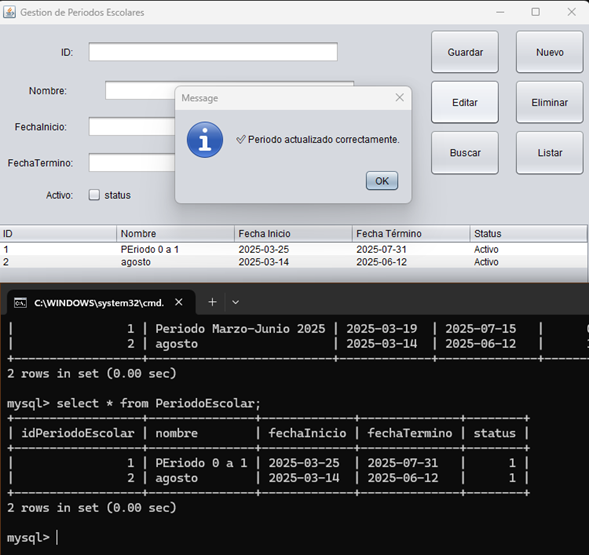 Gestion de Periodos Escolares
ID:
Guardar
Nuevo
Nombre:
Message
Editar
Eliminar
FechaInicio:
✔ Periodo actualizado correctamente.
FechaTermino:
Buscar
Listar
OK
Activo:
status
ID Nombre Fecha Inicio Fecha Término Status
1 PEriodo 0 a 1 2025-03-25 2025-07-31 Activo
2 agosto 2025-03-14 2025-06-12 Activo
C:\WINDOWS\system32\cmd.
| 1 | Periodo Marzo-Junio 2025 | 2025-03-19 | 2025-07-15 | 0
| 2 | agosto | 2025-03-14 | 2025-06-12 | 1
2 rows in set (0.00 sec)
mysql> select * from PeriodoEscolar;
| idPeriodoEscolar | nombre | fechaInicio | fechaTermino | status |
| 1 | PEriodo 0 a 1 | 2025-03-25 | 2025-07-31 | 1 |
| 2 | agosto | 2025-03-14 | 2025-06-12 | 1 |
2 rows in set (0.00 sec)
mysql>